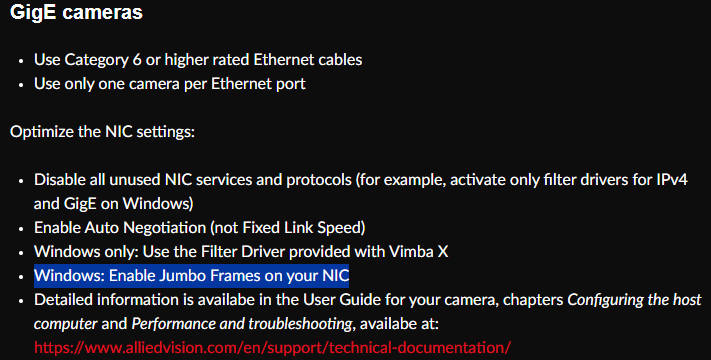 GigE cameras
• Use Category 6 or higher rated Ethernet cables
• Use only one camera per Ethernet port
Optimize the NIC settings:
• Disable all unused NIC services and protocols (for example, activate only filter drivers for IPv4
and GigE on Windows)
• Enable Auto Negotiation (not Fixed Link Speed)
• Windows only: Use the Filter Driver provided with Vimba X
• Windows: Enable Jumbo Frames on your NIC
• Detailed information is availabe in the User Guide for your camera, chapters Configuring the host
computer and Performance and troubleshooting, availabe at:
https://www.alliedvision.com/en/support/technical-documentation/